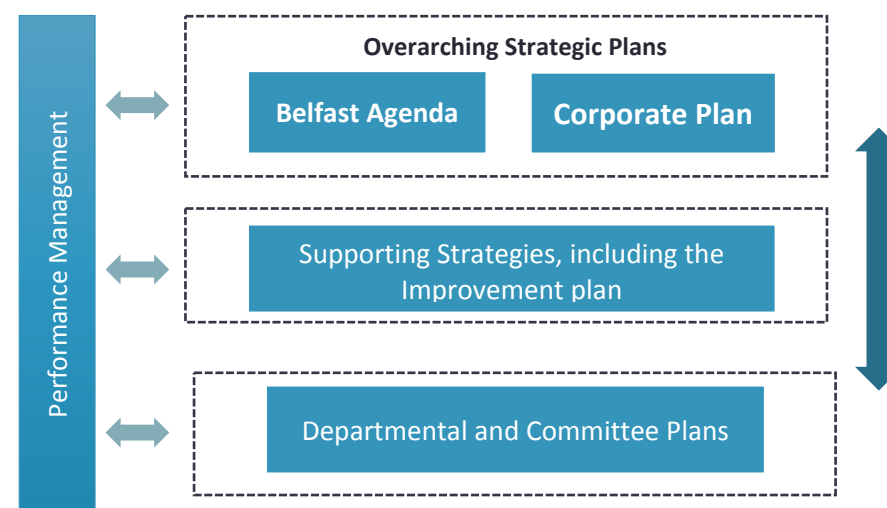 Performance Management
Overarching Strategic Plans
Belfast Agenda
Corporate Plan
Supporting Strategies, including the
Improvement plan
Departmental and Committee Plans